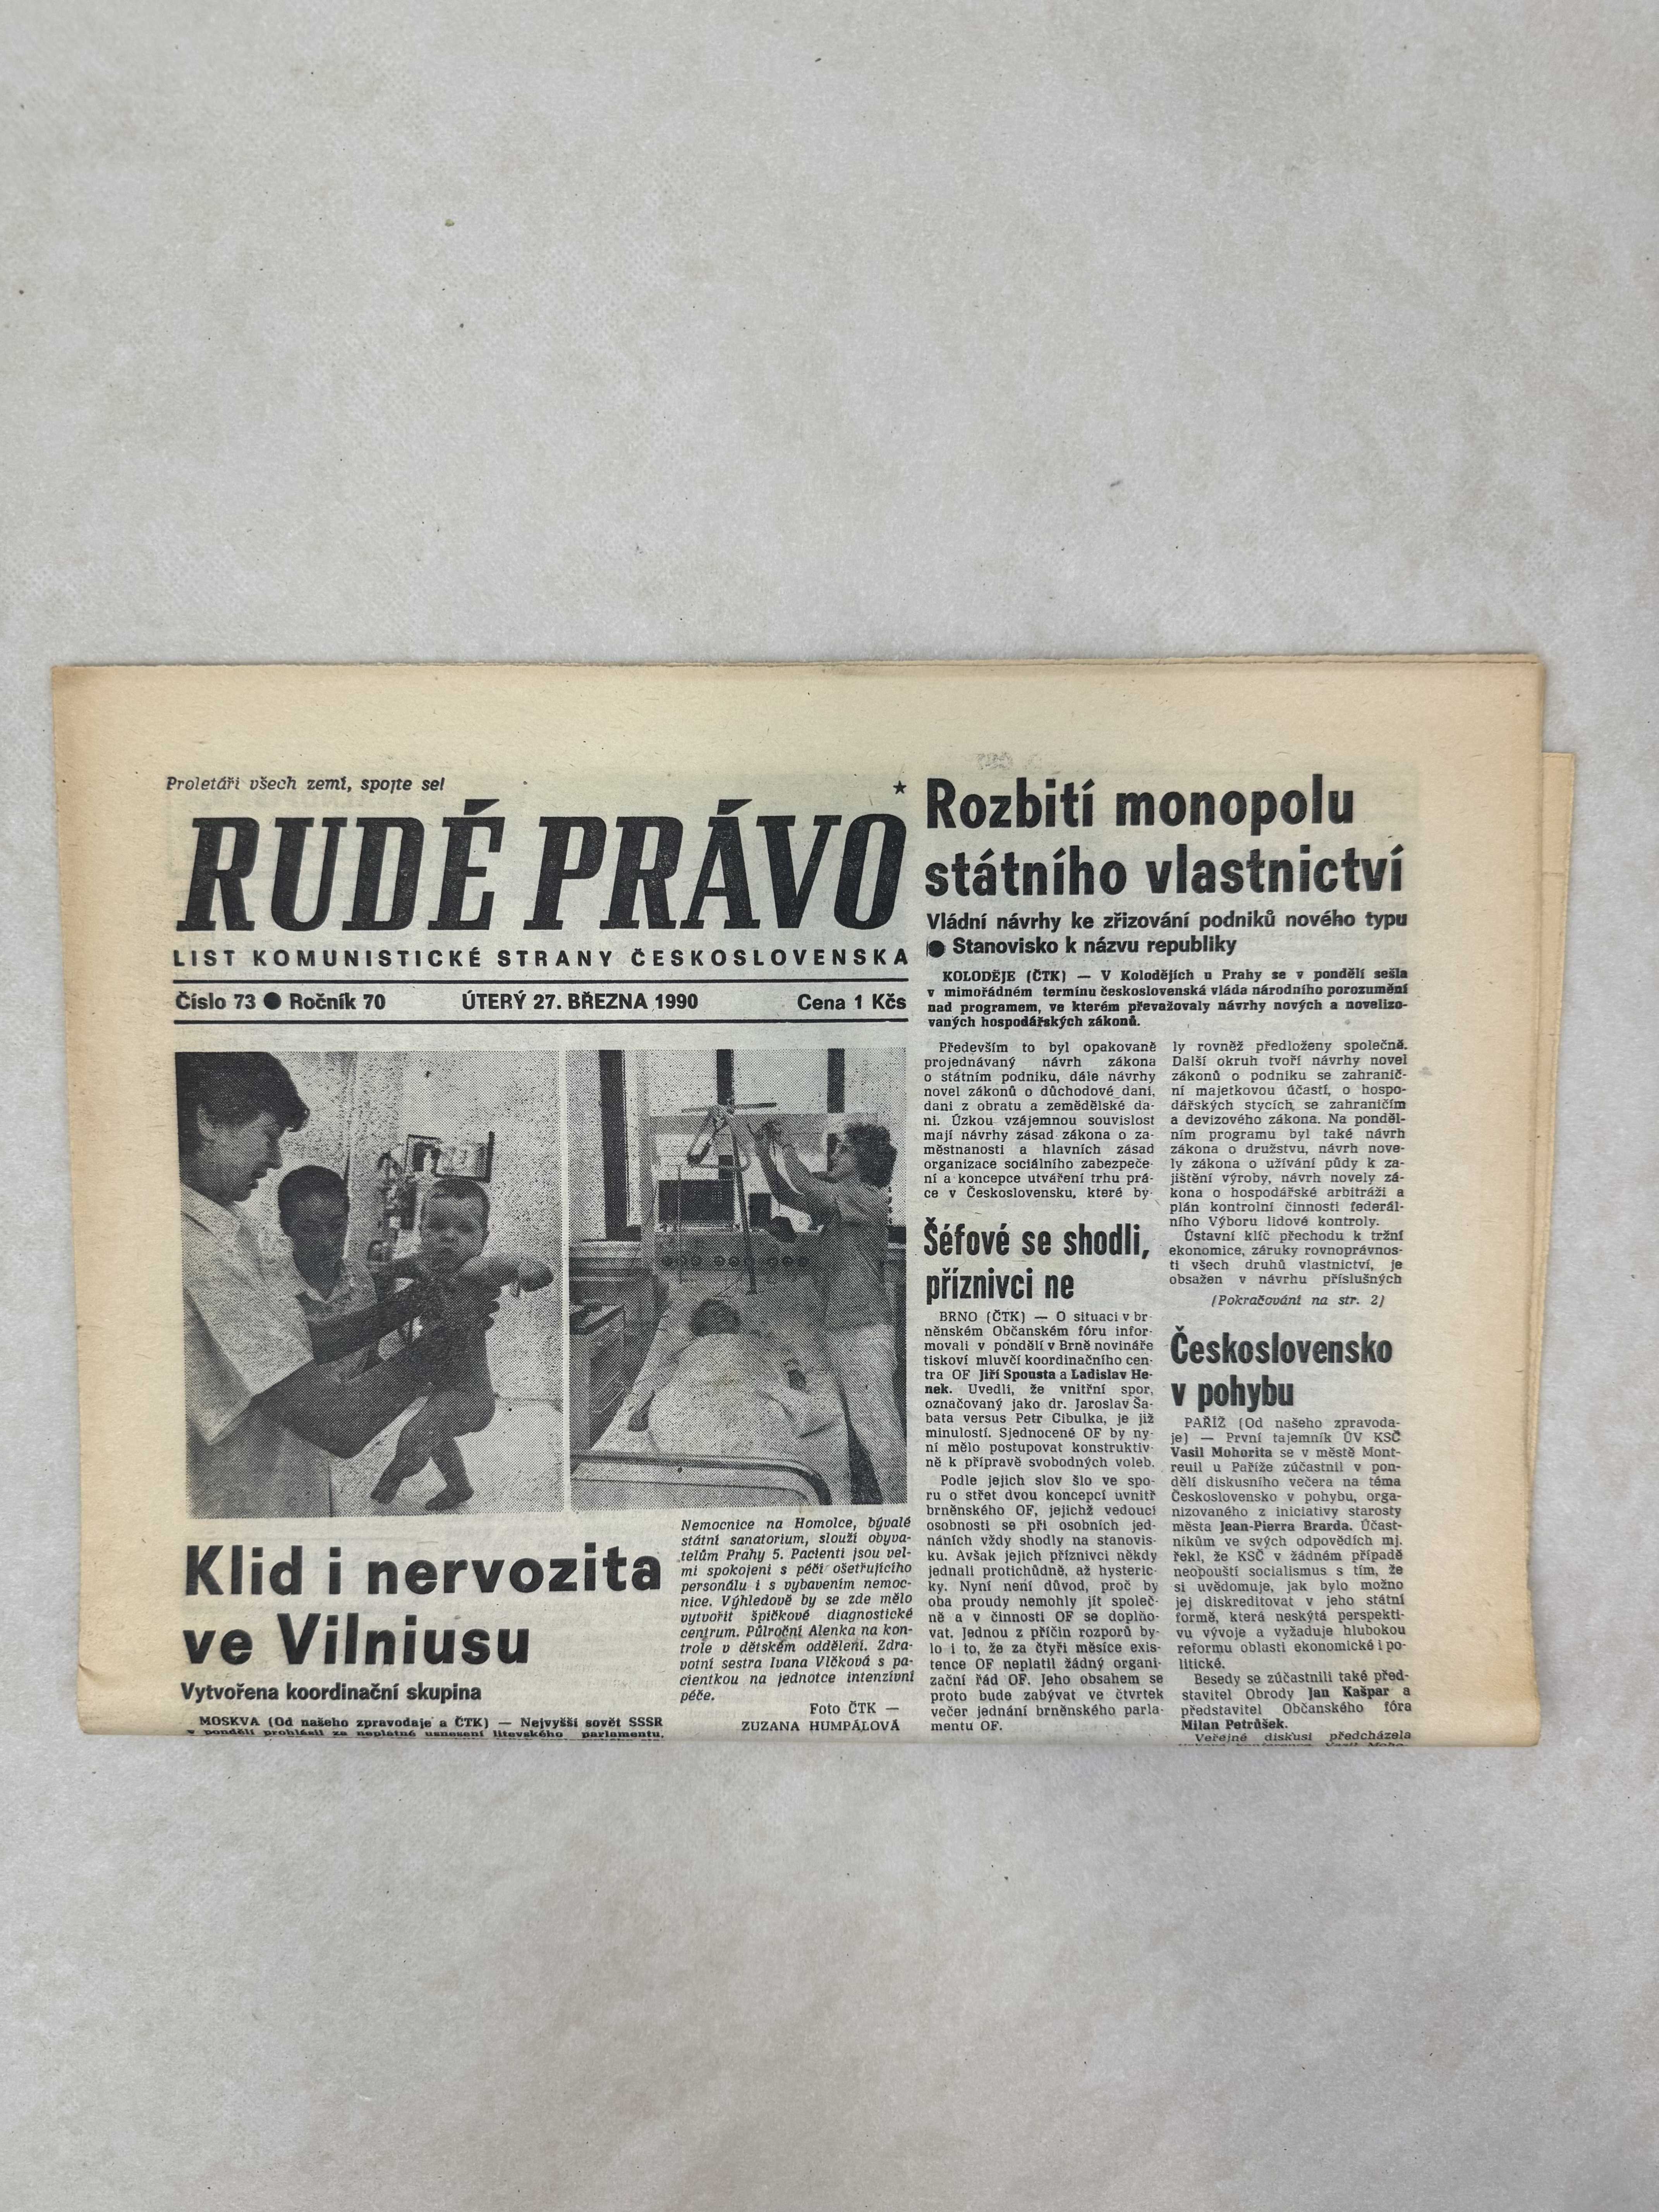 Proletáři všech zemí, spojte se!
RUDÉ PRÁVO
LIST KOMUNISTICKÉ STRANY ČESKOSLOVENSKA
Číslo 73 ● Ročník 70 ÚTERÝ 27. BŘEZNA 1990 Cena 1 Kčs
Klid i nervozita
ve Vilniusu
Vytvořena koordinační skupina
MOSKVA (Od našeho zpravodaje a ČTK) — Nejvyšší sovět SSSR
v pondělí prohlásil za neplatné usnesení litevského parlamentu,
Nemocnice na Homolce, bývalé
státní sanatorium, slouží obyva-
telům Prahy 5. Pacienti jsou vel-
mi spokojeni s péčí ošetřujícího
personálu i s vybavením nemoc-
nice. Výhledově by se zde mělo
vytvořit špičkové diagnostické
centrum. Půlroční Alenka na kon-
trole v dětském oddělení. Zdra-
votní sestra Ivana Vlčková s pa-
cientkou na jednotce intenzívní
péče.
Foto ČTK —
ZUZANA HUMPÁLOVÁ
Rozbití monopolu
státního vlastnictví
Vládní návrhy ke zřizování podniků nového typu
● Stanovisko k názvu republiky
KOLODĚJE (ČTK) — V Kolodějích u Prahy se v pondělí sešla
v mimořádném termínu československá vláda národního porozumění
nad programem, ve kterém převažovaly návrhy nových a novelizo-
vaných hospodářských zákonů.
Především to byl opakovaně
projednávaný návrh zákona
o státním podniku, dále návrhy
novel zákonů o důchodové dani,
dani z obratu a zemědělské da-
ni. Úzkou vzájemnou souvislost
mají návrhy zásad zákona o za-
městnanosti a hlavních zásad
organizace sociálního zabezpeče-
ní a koncepce utváření trhu prá-
ce v Československu, které by-
ly rovněž předloženy společně.
Další okruh tvoří návrhy novel
zákonů o podniku se zahranič-
ní majetkovou účastí, o hospo-
dářských stycích se zahraničím
a devizového zákona. Na ponděl-
ním programu byl také návrh
zákona o družstvu, návrh nove-
ly zákona o užívání půdy k za-
jištění výroby, návrh novely zá-
kona o hospodářské arbitráži a
plán kontrolní činnosti federál-
ního Výboru lidové kontroly.
Ústavní klíč přechodu k tržní
ekonomice, záruky rovnoprávnos-
ti všech druhů vlastnictví, je
obsažen v návrhu příslušných
(Pokračování na str. 2)
Šéfové se shodli,
příznivci ne
BRNO (ČTK) — O situaci v br-
něnském Občanském fóru infor-
movali v pondělí v Brně novináře
tiskoví mluvčí koordinačního cen-
tra OF Jiří Spousta a Ladislav He-
nek. Uvedli, že vnitřní spor,
označovaný jako dr. Jaroslav Ša-
bata versus Petr Cibulka, je již
minulostí. Sjednocené OF by ny-
ní mělo postupovat konstruktiv-
ně k přípravě svobodných voleb.
Podle jejich slov šlo ve spo-
ru o střet dvou koncepcí uvnitř
brněnského OF, jejichž vedoucí
osobnosti se při osobních jed-
náních vždy shodly na stanovis-
ku. Avšak jejich příznivci někdy
jednali protichůdně, až hysteric-
ky. Nyní není důvod, proč by
oba proudy nemohly jít společ-
ně a v činnosti OF se doplňo-
vat. Jednou z příčin rozporů by-
lo i to, že za čtyři měsíce exis-
tence OF neplatil žádný organi-
zační řád OF. Jeho obsahem se
proto bude zabývat ve čtvrtek
večer jednání brněnského parla-
mentu OF.
Československo
v pohybu
PAŘÍŽ (Od našeho zpravoda-
je) — První tajemník ÚV KSČ
Vasil Mohorita se v městě Mont-
reuil u Paříže zúčastnil v pon-
dělí diskusního večera na téma
Československo v pohybu, orga-
nizovaného z iniciativy starosty
města Jean-Pierra Brarda. Účast-
níkům ve svých odpovědích mj.
řekl, že KSČ v žádném případě
neopouští socialismus s tím, že
si uvědomuje, jak bylo možno
jej diskreditovat v jeho státní
formě, která neskýtá perspekti-
vu vývoje a vyžaduje hlubokou
reformu oblasti ekonomické i po-
litické.
Besedy se zúčastnili také před-
stavitel Obrody Jan Kašpar a
představitel Občanského fóra
Milan Petrůšek.
Veřejné diskusi předcházela